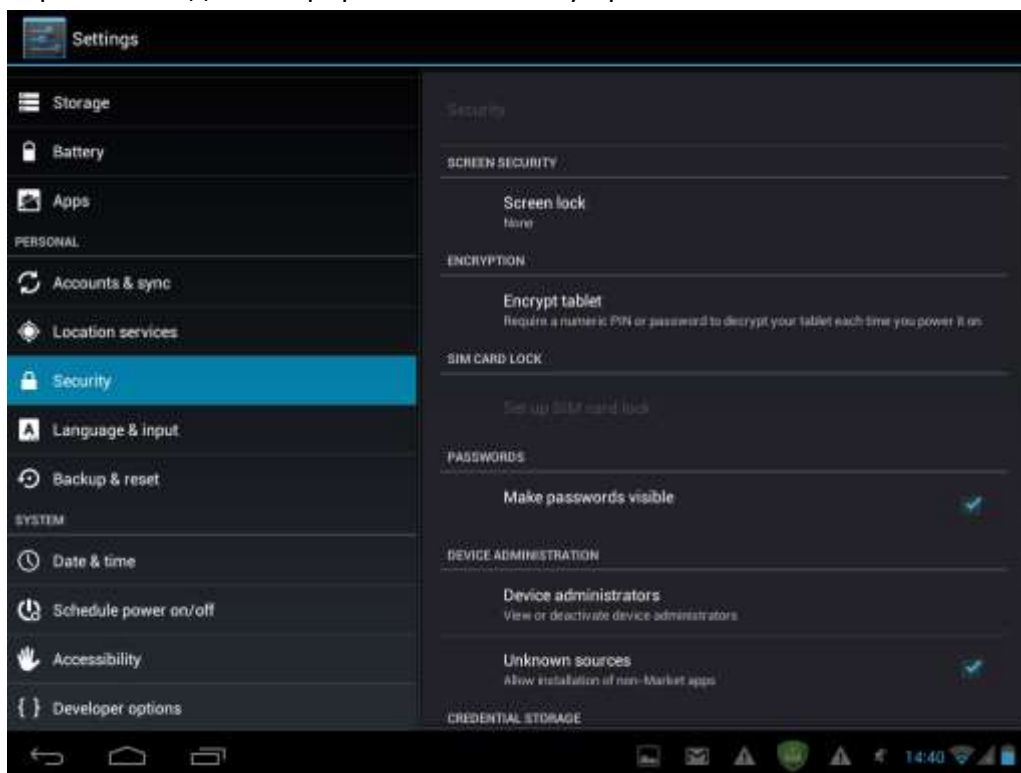 Settings
Storage
Battery
Apps
PERSONAL
Accounts & sync
Location services
Security
Language & input
Backup & reset
SYSTEM
Date & time
Schedule power on/off
Accessibility
{ } Developer options
Security
SCREEN SECURITY
Screen lock
None
ENCRYPTION
Encrypt tablet
Require a numeric PIN or password to decrypt your tablet each time you power it on
SIM CARD LOCK
Set up SIM card lock
PASSWORDS
Make passwords visible
DEVICE ADMINISTRATION
Device administrators
View or deactivate device administrators
Unknown sources
Allow installation of non-Market apps
CREDENTIAL STORAGE
14:40